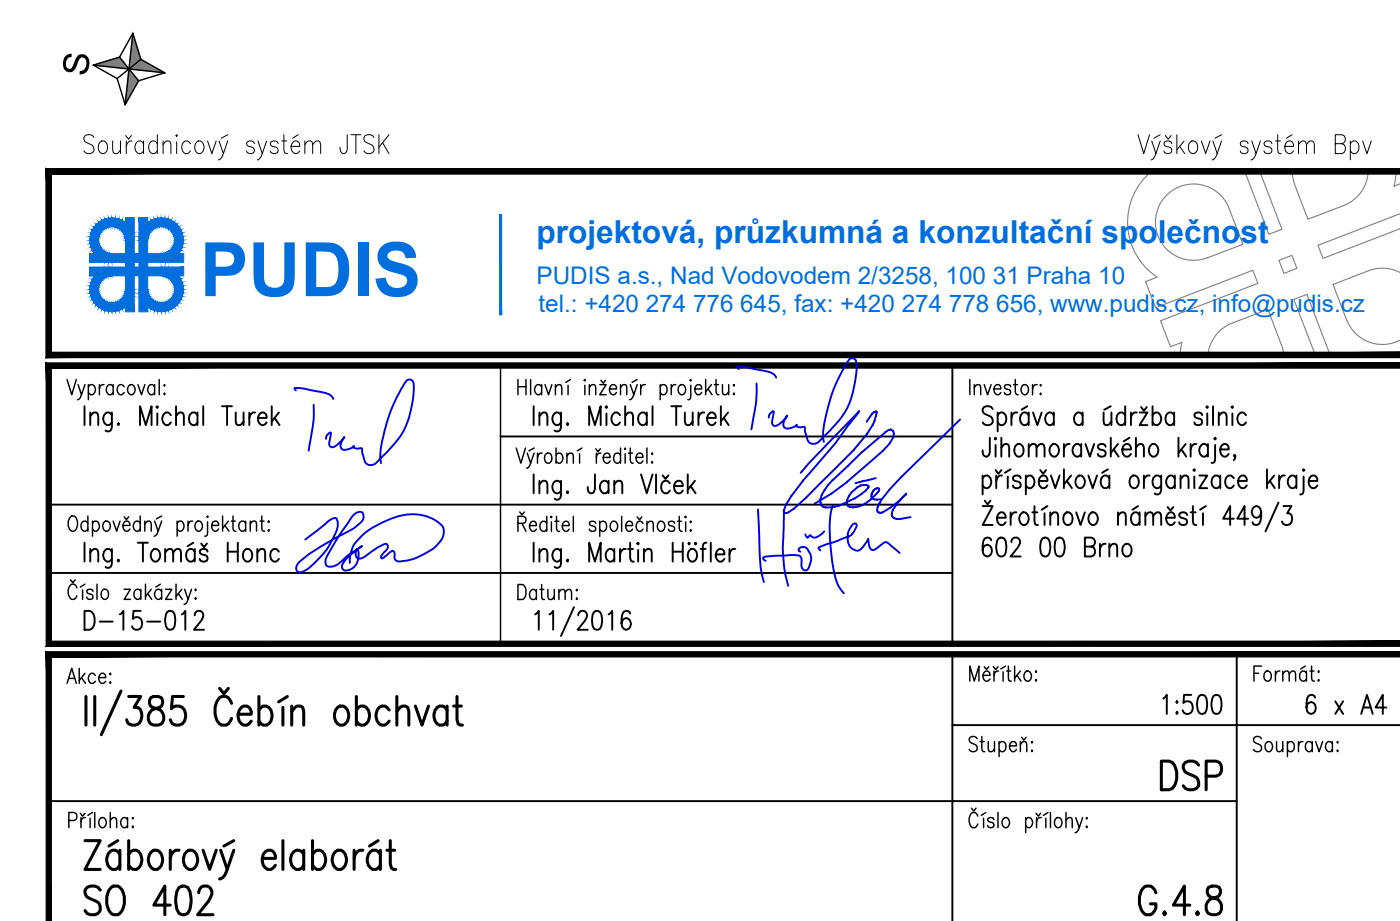 S
Souřadnicový systém JTSK
Výškový systém Bpv
PUDIS
projektová, průzkumná a konzultační společnost
PUDIS a.s., Nad Vodovodem 2/3258, 100 31 Praha 10
tel.: +420 274 776 645, fax: +420 274 778 656, www.pudis.cz, info@pudis.cz
Vypracoval:
Ing. Michal Turek
Odpovědný projektant:
Ing. Tomáš Honc
Číslo zakázky:
D-15-012
Hlavní inženýr projektu:
Ing. Michal Turek
Výrobní ředitel:
Ing. Jan Vlček
Ředitel společnosti:
Ing. Martin Höfler
Höfler
Datum:
11/2016
Investor:
Správa a údržba silnic
Jihomoravského kraje,
příspěvková organizace kraje
Žerotínovo náměstí 449/3
602 00 Brno
Akce:
II/385 Čebín obchvat
Měřítko:
1:500
Formát:
6 x A4
Stupeň:
DSP
Souprava:
Příloha:
Záborový elaborát
SO 402
Číslo přílohy:
G.4.8